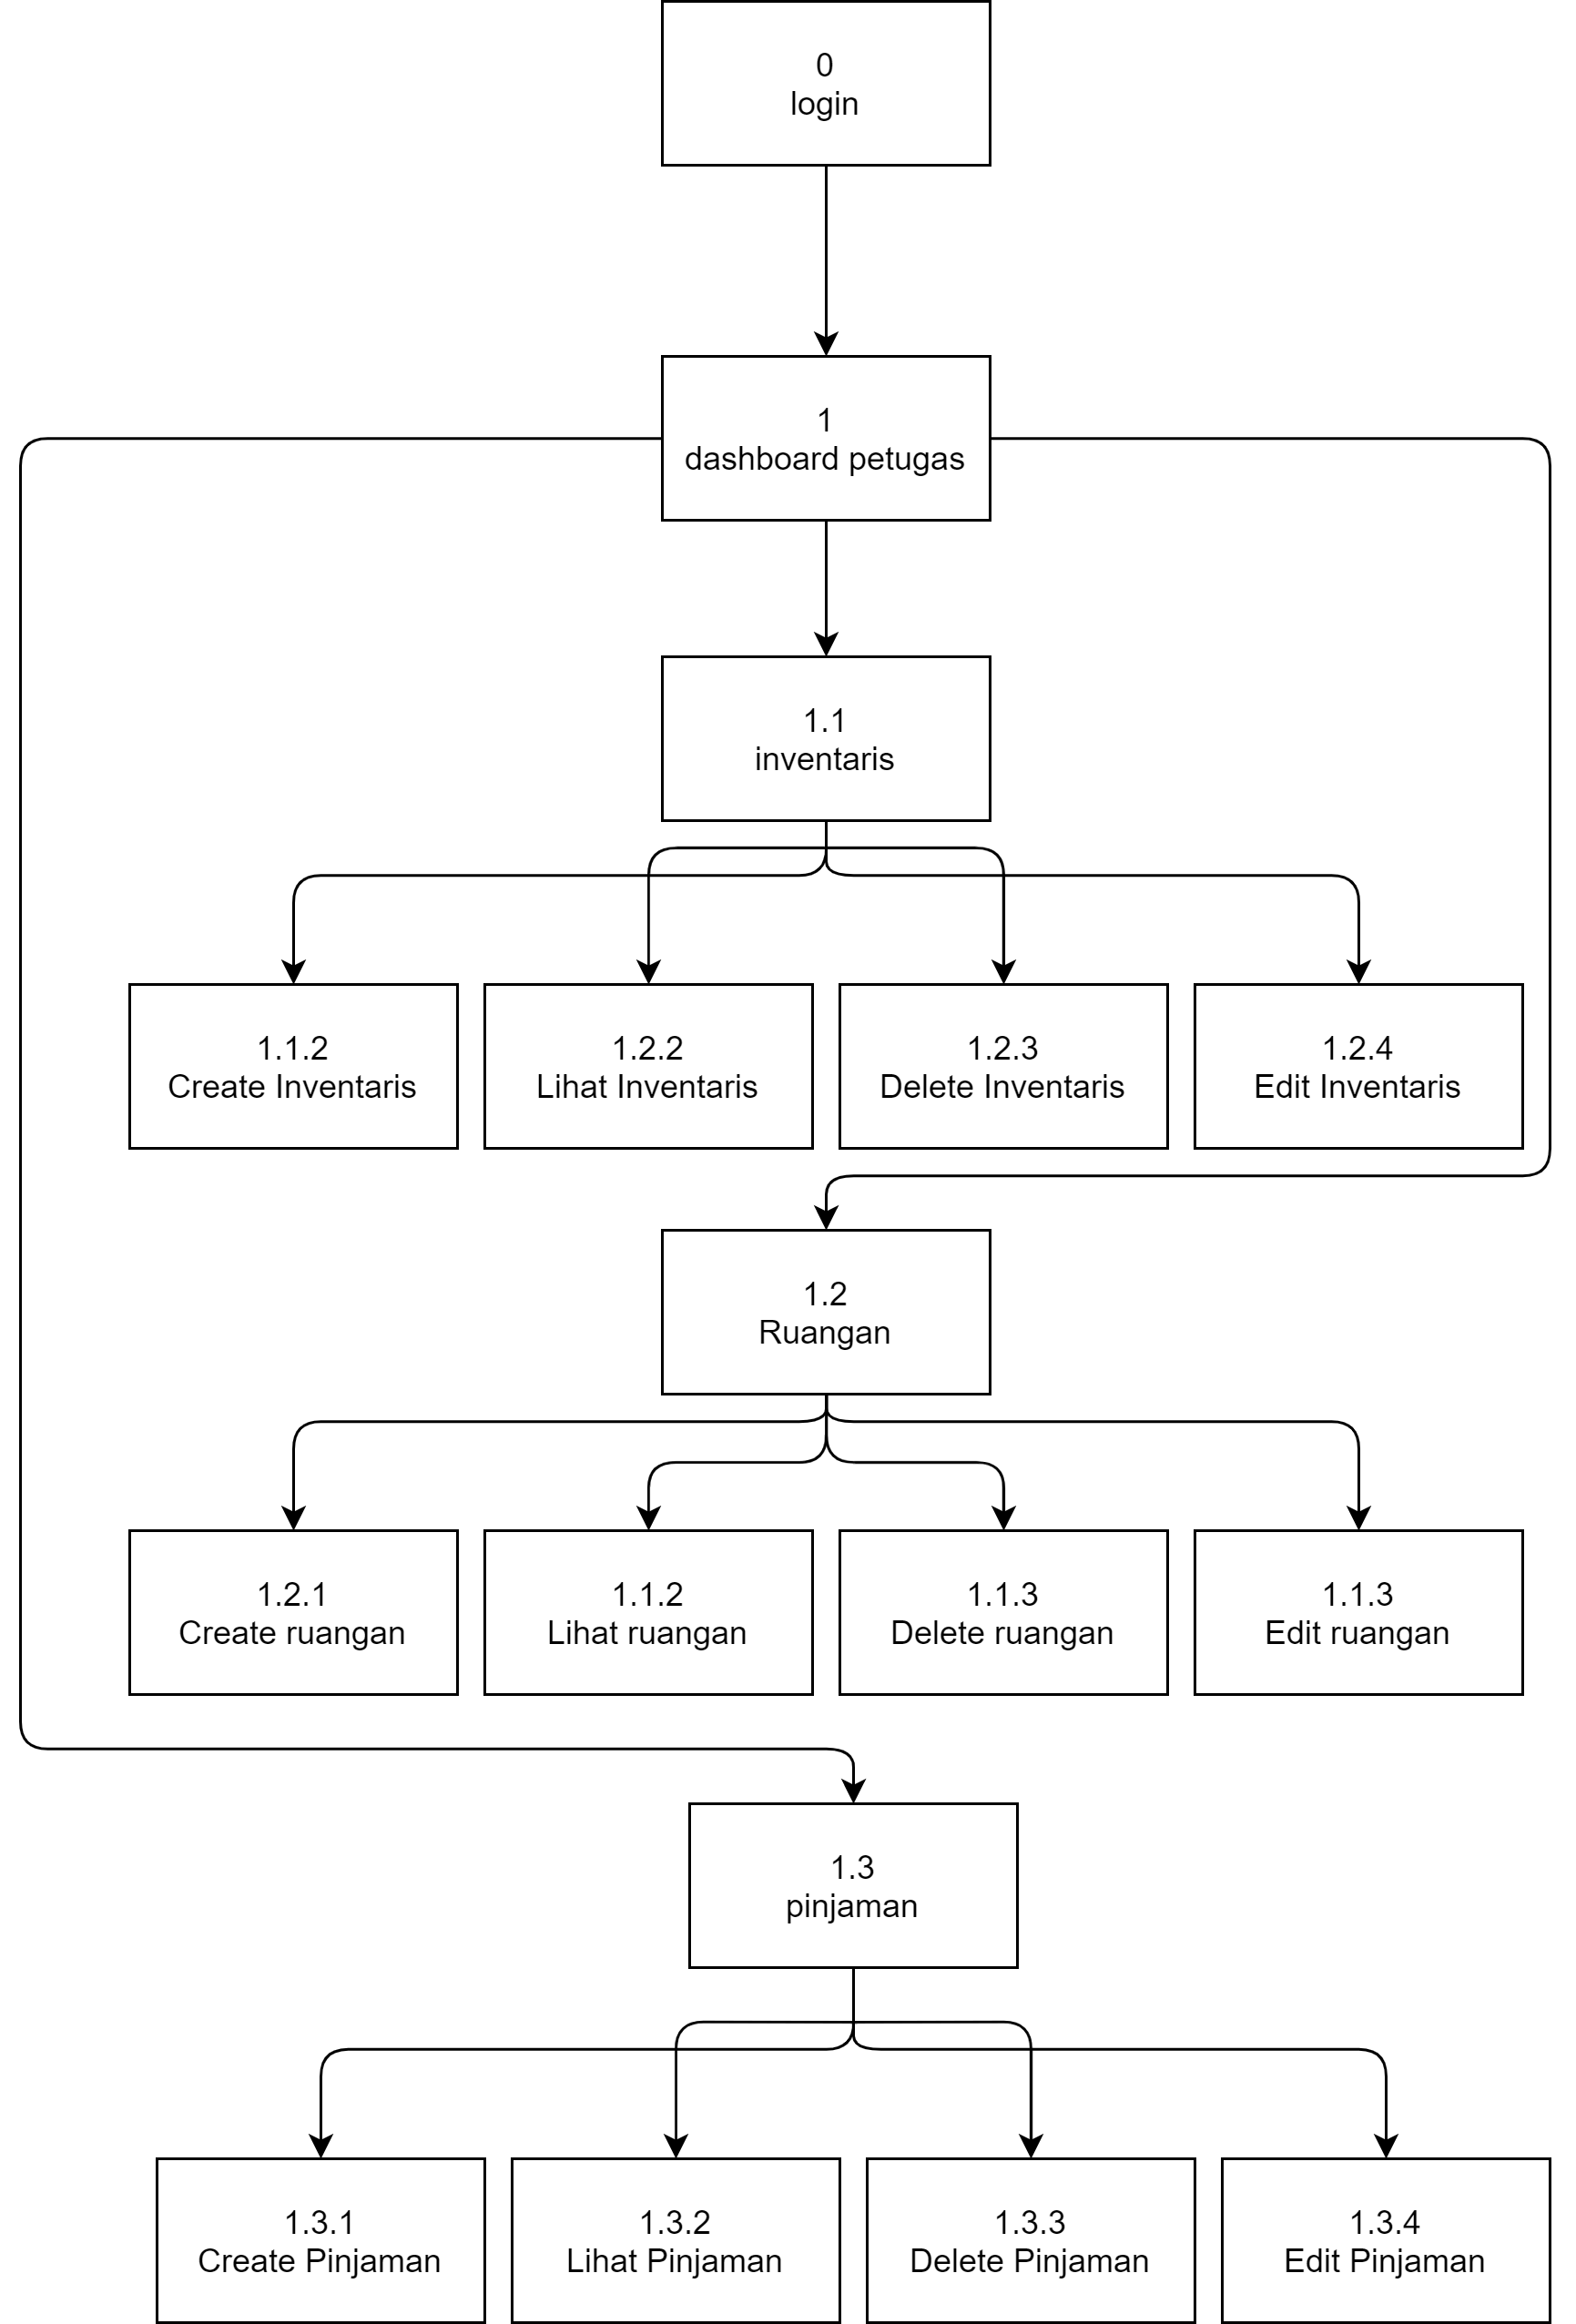 0
login
1
dashboard petugas
1.1
inventaris
1.1.2
Create Inventaris
1.2.2
Lihat Inventaris
1.2.3
Delete Inventaris
1.2.4
Edit Inventaris
1.2
Ruangan
1.2.1
Create ruangan
1.1.2
Lihat ruangan
1.1.3
Delete ruangan
1.1.3
Edit ruangan
1.3
pinjaman
1.3.1
Create Pinjaman
1.3.2
Lihat Pinjaman
1.3.3
Delete Pinjaman
1.3.4
Edit Pinjaman